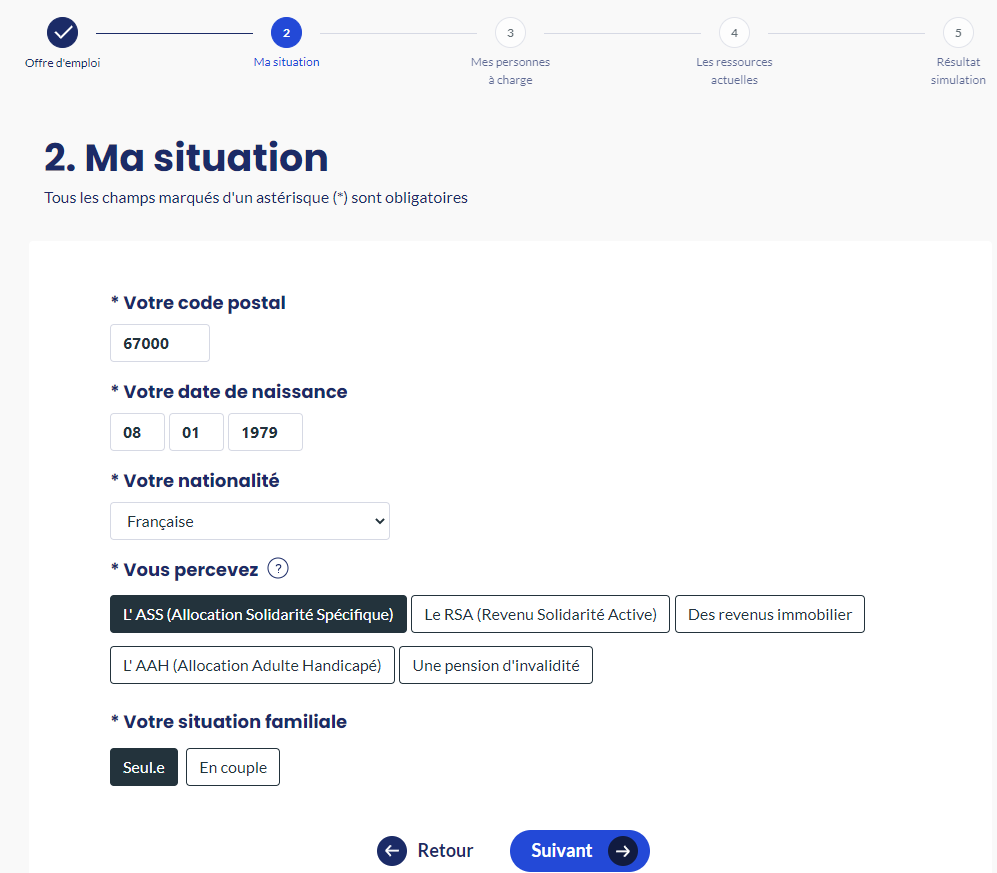 2
3
4
5
Offre d'emploi
Ma situation
Mes personnes
à charge
Les ressources
actuelles
Résultat
simulation
2. Ma situation
Tous les champs marqués d'un astérisque (*) sont obligatoires
* Votre code postal
67000
* Votre date de naissance
08 01 1979
* Votre nationalité
Française
* Vous percevez ?
L' ASS (Allocation Solidarité Spécifique) Le RSA (Revenu Solidarité Active) Des revenus immobilier
L' AAH (Allocation Adulte Handicapé) Une pension d'invalidité
* Votre situation familiale
Seul.e En couple
Retour Suivant